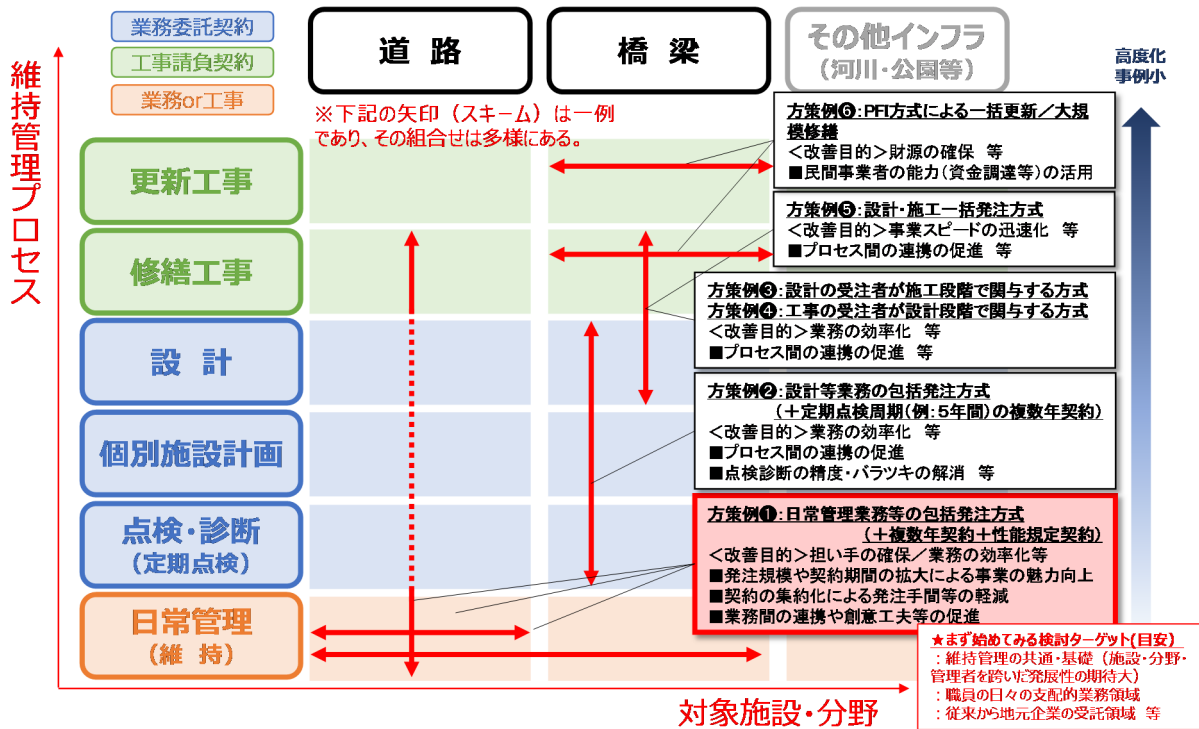 業務委託契約
工事請負契約
業務or工事
道 路
橋 梁
その他インフラ
(河川・公園等)
高度化
事例小
維持管理プロセス
※下記の矢印（スキーム）は一例
であり、その組合せは多様にある。
更新工事
修繕工事
設 計
個別施設計画
点検・診断
(定期点検)
日常管理
(維 持)
方策例❻:PFI方式による一括更新／大規
模修繕
＜改善目的＞財源の確保 等
■民間事業者の能力(資金調達等)の活用
方策例❺:設計・施工一括発注方式
＜改善目的＞事業スピードの迅速化 等
■プロセス間の連携の促進 等
方策例❸:設計の受注者が施工段階で関与する方式
方策例❹:工事の受注者が設計段階で関与する方式
＜改善目的＞業務の効率化 等
■プロセス間の連携の促進 等
方策例❷:設計等業務の包括発注方式
(＋定期点検周期(例:５年間)の複数年契約)
＜改善目的＞業務の効率化 等
■プロセス間の連携の促進
■点検診断の精度・バラツキの解消 等
方策例❶:日常管理業務等の包括発注方式
(＋複数年契約＋性能規定契約)
＜改善目的＞担い手の確保／業務の効率化等
■発注規模や契約期間の拡大による事業の魅力向上
■契約の集約化による発注手間等の軽減
■業務間の連携や創意工夫等の促進
★まず始めてみる検討ターゲット(目安)
：維持管理の共通・基礎（施設・分野・
管理者を跨いだ発展性の期待大）
：職員の日々の支配的業務領域
：従来から地元企業の受託領域 等
対象施設・分野